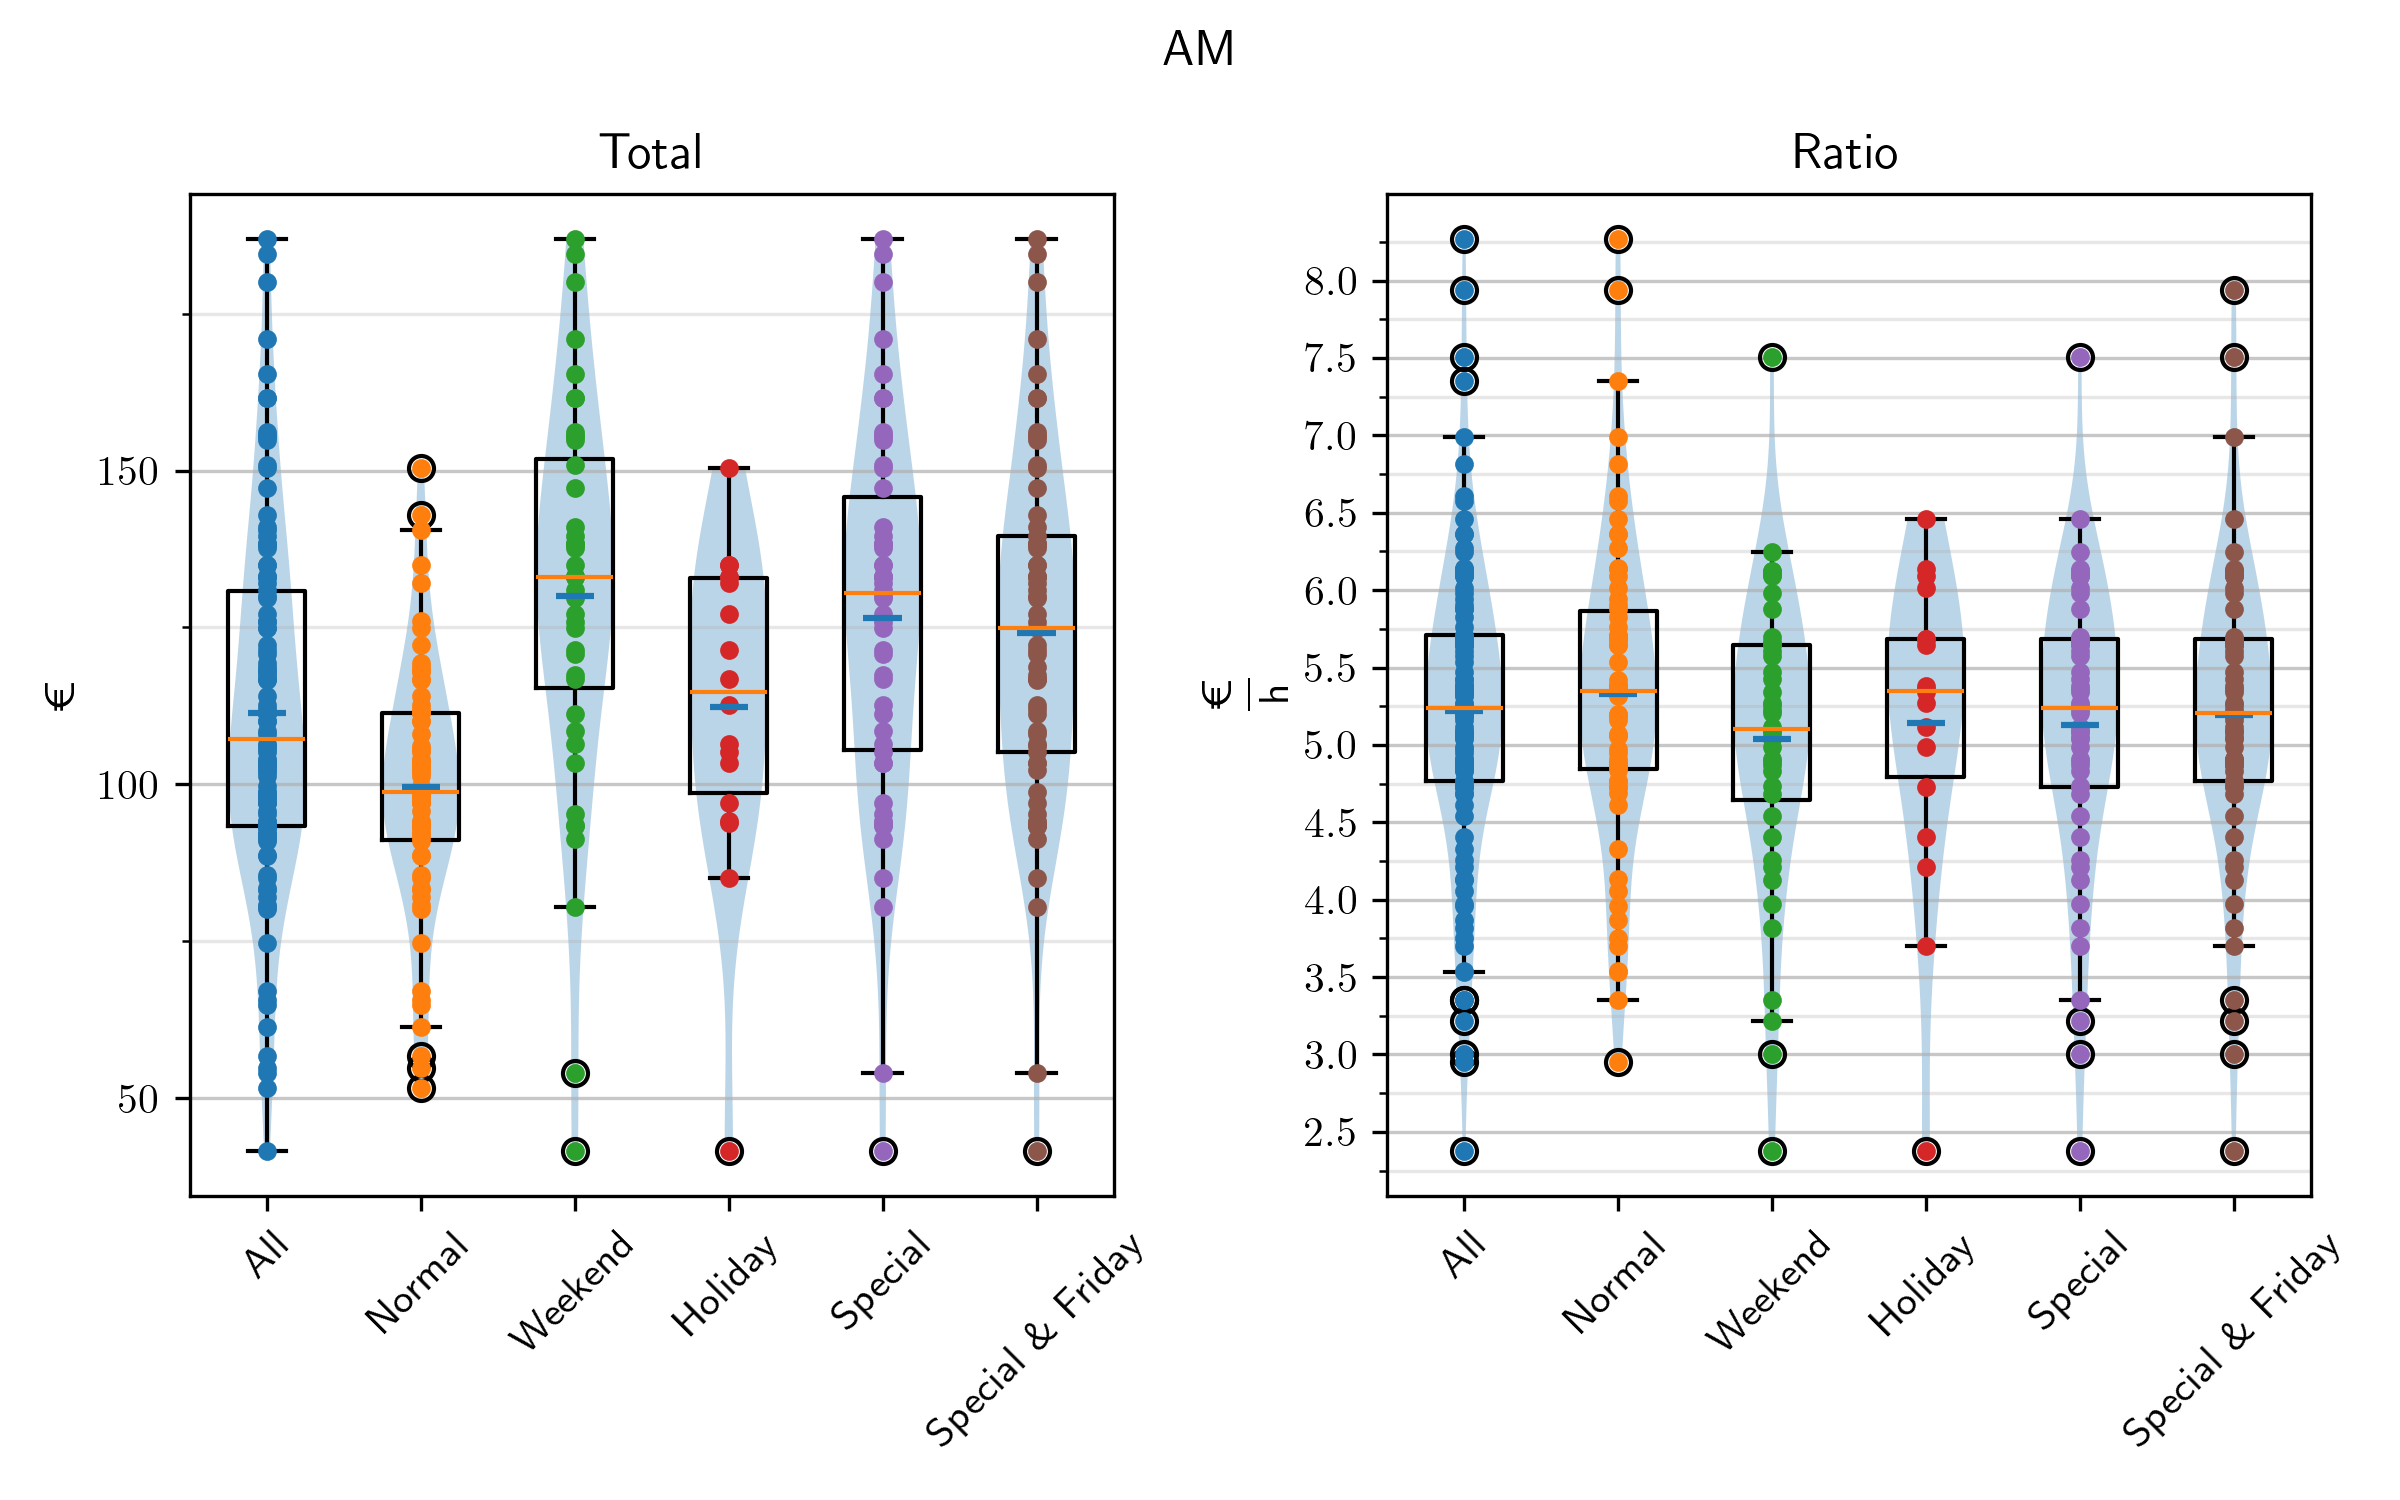 AM
Total
€
150
100
50
All
Normal
Weekend
Holiday
Special
Special & Friday
Ratio
€
h
8.0
7.5
7.0
6.5
6.0
5.5
5.0
4.5
4.0
3.5
3.0
2.5
All
Normal
Weekend
Holiday
Special
Special & Friday